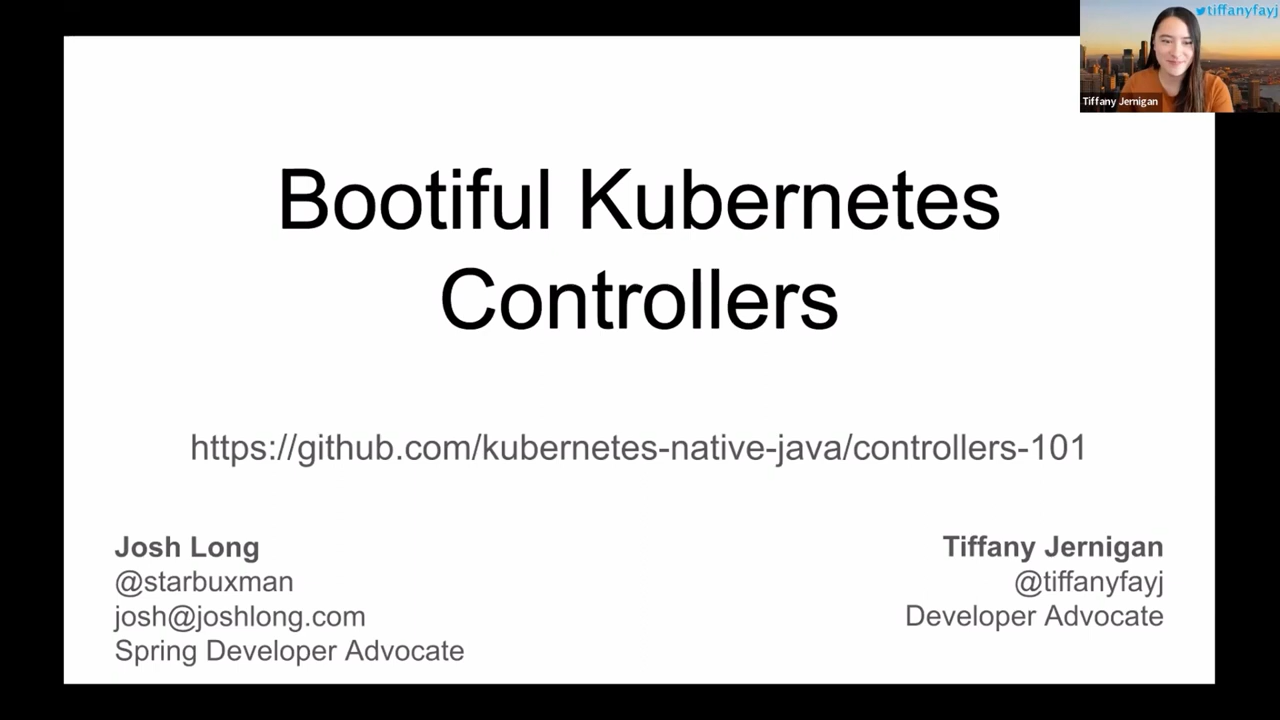 tiffanyfayj
Tiffany Jernigan
Bootiful Kubernetes
Controllers
https://github.com/kubernetes-native-java/controllers-101
Josh Long
@starbuxman
josh@joshlong.com
Spring Developer Advocate
Tiffany Jernigan
@tiffanyfayj
Developer Advocate